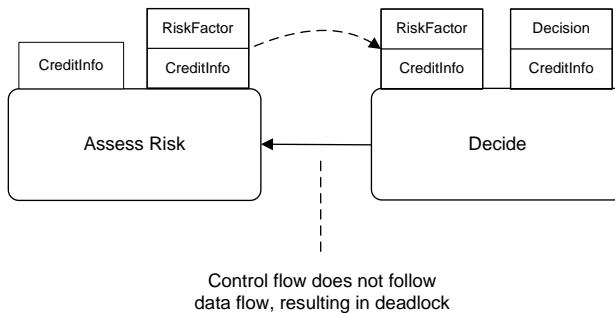 RiskFactor
RiskFactor
Decision
CreditInfo
CreditInfo
CreditInfo
CreditInfo
Assess Risk
Decide
Control flow does not follow
data flow, resulting in deadlock